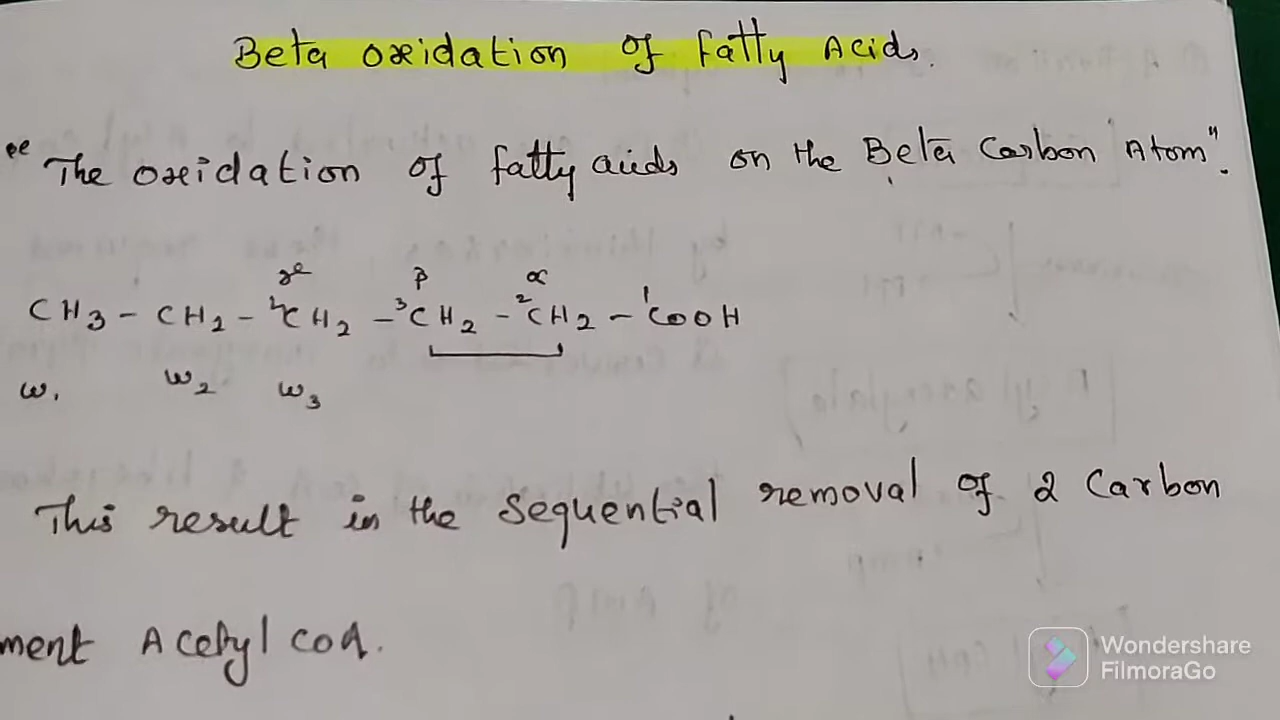 Beta oxidation of Fatty Acids.
"The oxidation of fatty acids on the Beta Carbon Atom".
γ β α
CH3 - CH2 - ⁴CH2 - ³CH2 - ²CH2 - ¹COOH
ω1 ω2 ω3
This result in the Sequential removal of 2 Carbon
ment Acetyl CoA.
Wondershare
FilmoraGo